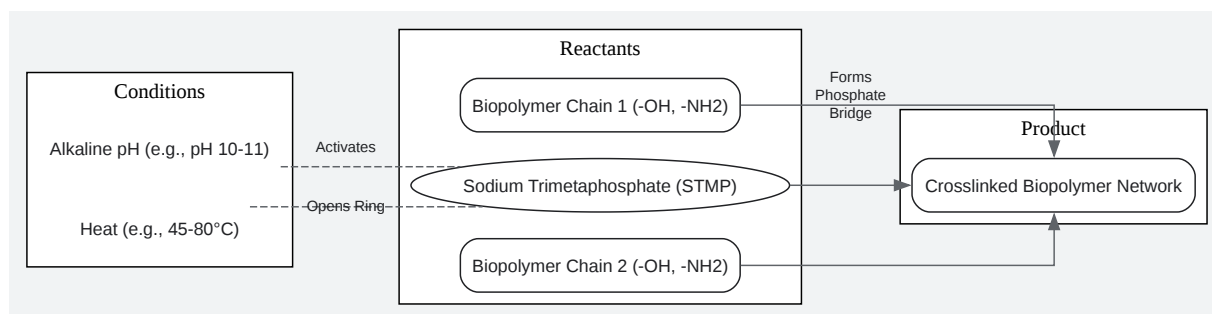 Conditions
Alkaline pH (e.g., pH 10-11)
Heat (e.g., 45-80°C)
Activates
Opens Ring
Reactants
Biopolymer Chain 1 (-OH, -NH2)
Sodium Trimetaphosphate (STMP)
Biopolymer Chain 2 (-OH, -NH2)
Forms
Phosphate
Bridge
Product
Crosslinked Biopolymer Network